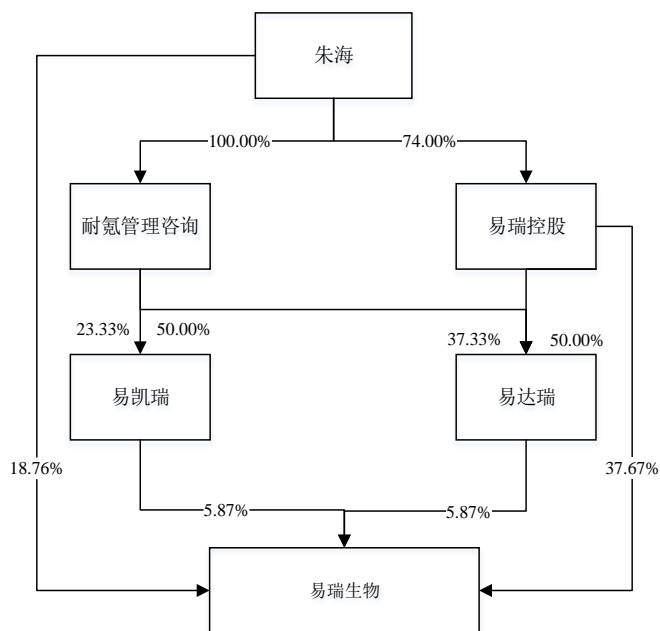 朱海
100.00%
74.00%
耐氪管理咨询
易瑞控股
23.33%
50.00%
37.33%
50.00%
易凯瑞
易达瑞
18.76%
37.67%
5.87%
5.87%
易瑞生物